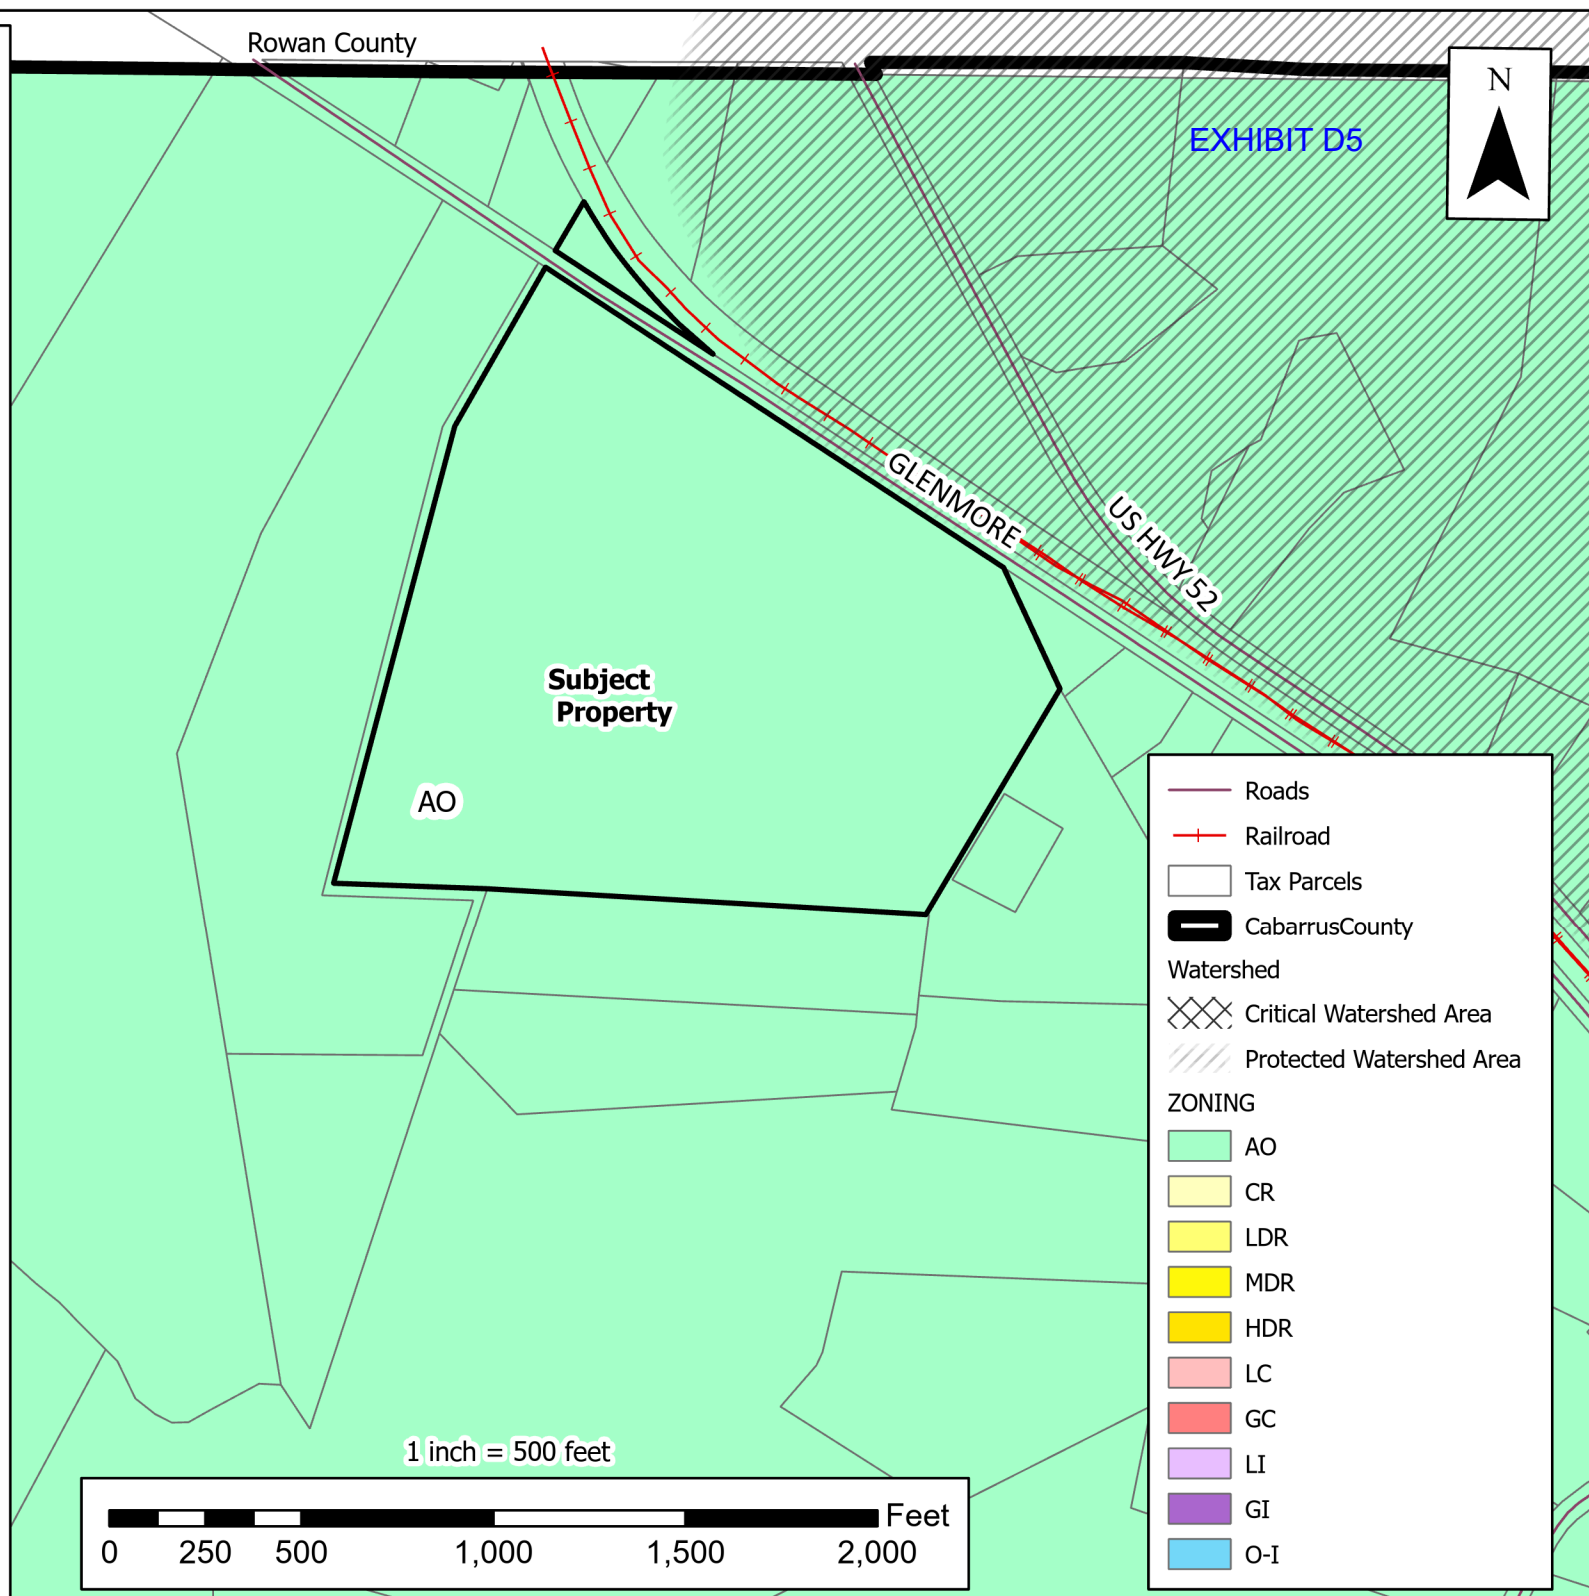 Rowan County
N
EXHIBIT D5
GLENMORE
US HWY 52
Subject
Property
AO
Roads
Railroad
Tax Parcels
CabarrusCounty
Watershed
Critical Watershed Area
Protected Watershed Area
ZONING
AO
CR
LDR
MDR
HDR
LC
GC
LI
GI
O-I
1 inch = 500 feet
Feet
0 250 500 1,000 1,500 2,000